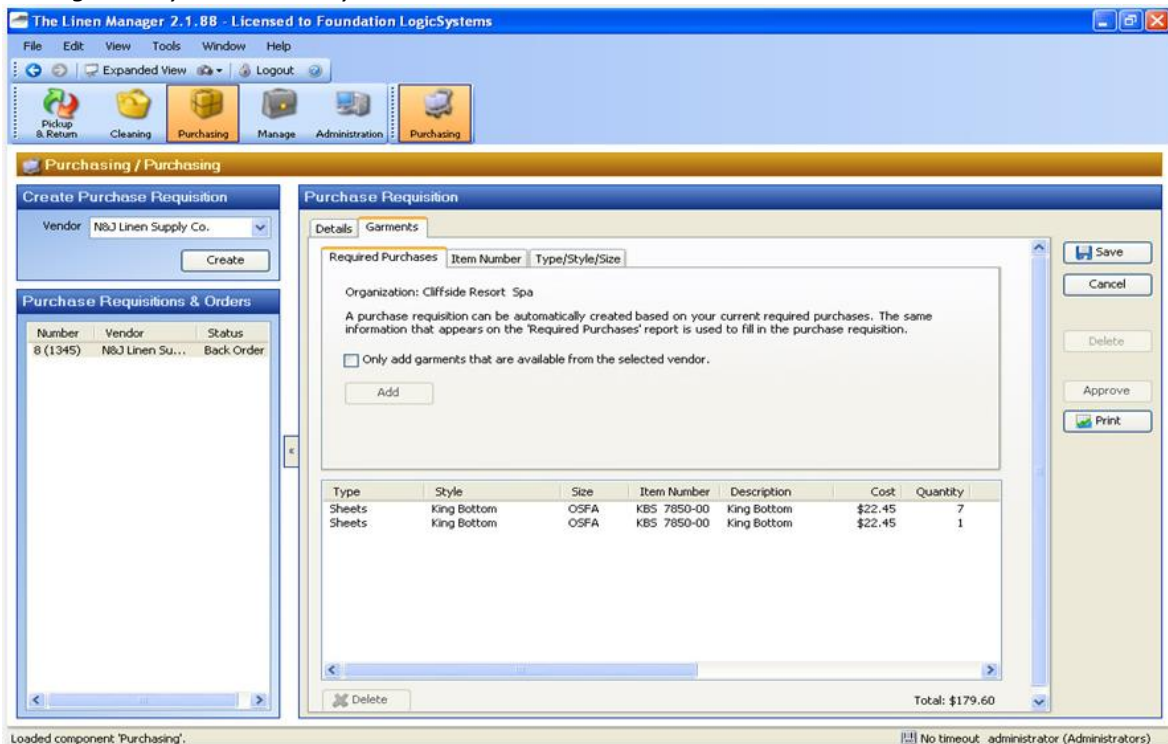 The Linen Manager 2.1.88 - Licensed to Foundation LogicSystems
File Edit View Tools Window Help
Expanded View Logout
Pickup & Return Cleaning Purchasing Manage Administration Purchasing
Purchasing / Purchasing
Create Purchase Requisition
Vendor N&J Linen Supply Co.
Create
Purchase Requisitions & Orders
Number Vendor Status
8 (1345) N&J Linen Su... Back Order
Purchase Requisition
Details Garments
Required Purchases Item Number Type/Style/Size
Organization: Cliffside Resort Spa
A purchase requisition can be automatically created based on your current required purchases. The same
information that appears on the 'Required Purchases' report is used to fill in the purchase requisition.
Only add garments that are available from the selected vendor.
Add
Type Style Size Item Number Description Cost Quantity
Sheets King Bottom OSFA KBS 7850-00 King Bottom $22.45 7
Sheets King Bottom OSFA KBS 7850-00 King Bottom $22.45 1
Delete
Total: $179.60
Save
Cancel
Delete
Approve
Print
Loaded component 'Purchasing'.
No timeout administrator (Administrators)